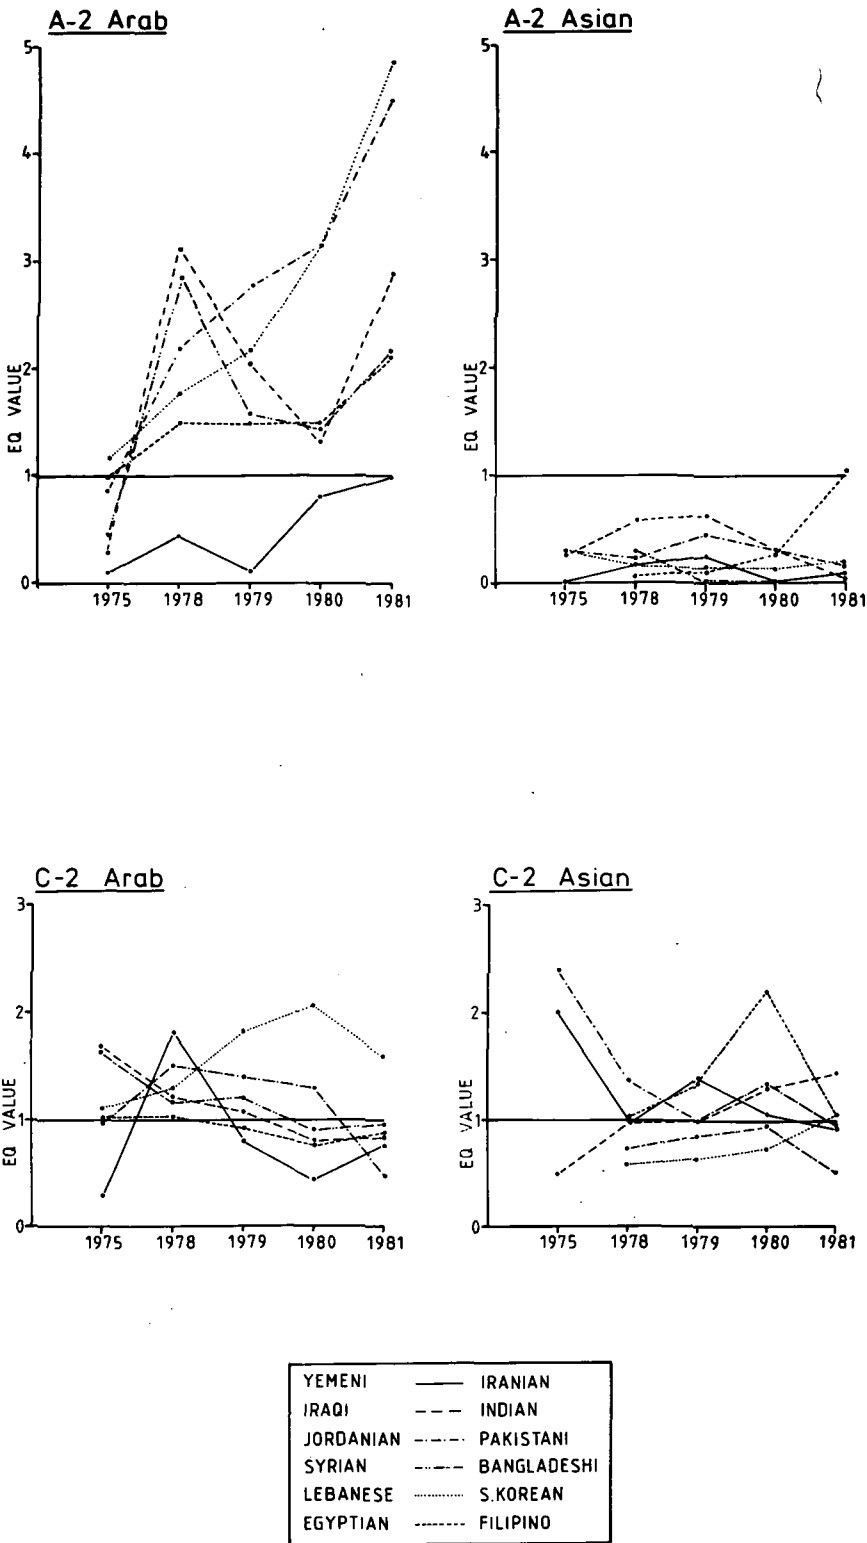 A-2 Arab
A-2 Asian
5
4
3
2
1
0
EQ VALUE
1975 1978 1979 1980 1981
5
4
3
2
1
0
EQ VALUE
1975 1978 1979 1980 1981
C-2 Arab
C-2 Asian
3
2
1
0
EQ VALUE
1975 1978 1979 1980 1981
3
2
1
0
EQ VALUE
1975 1978 1979 1980 1981
YEMENI IRANIAN
IRAQI INDIAN
JORDANIAN PAKISTANI
SYRIAN BANGLADESHI
LEBANESE S.KOREAN
EGYPTIAN FILIPINO